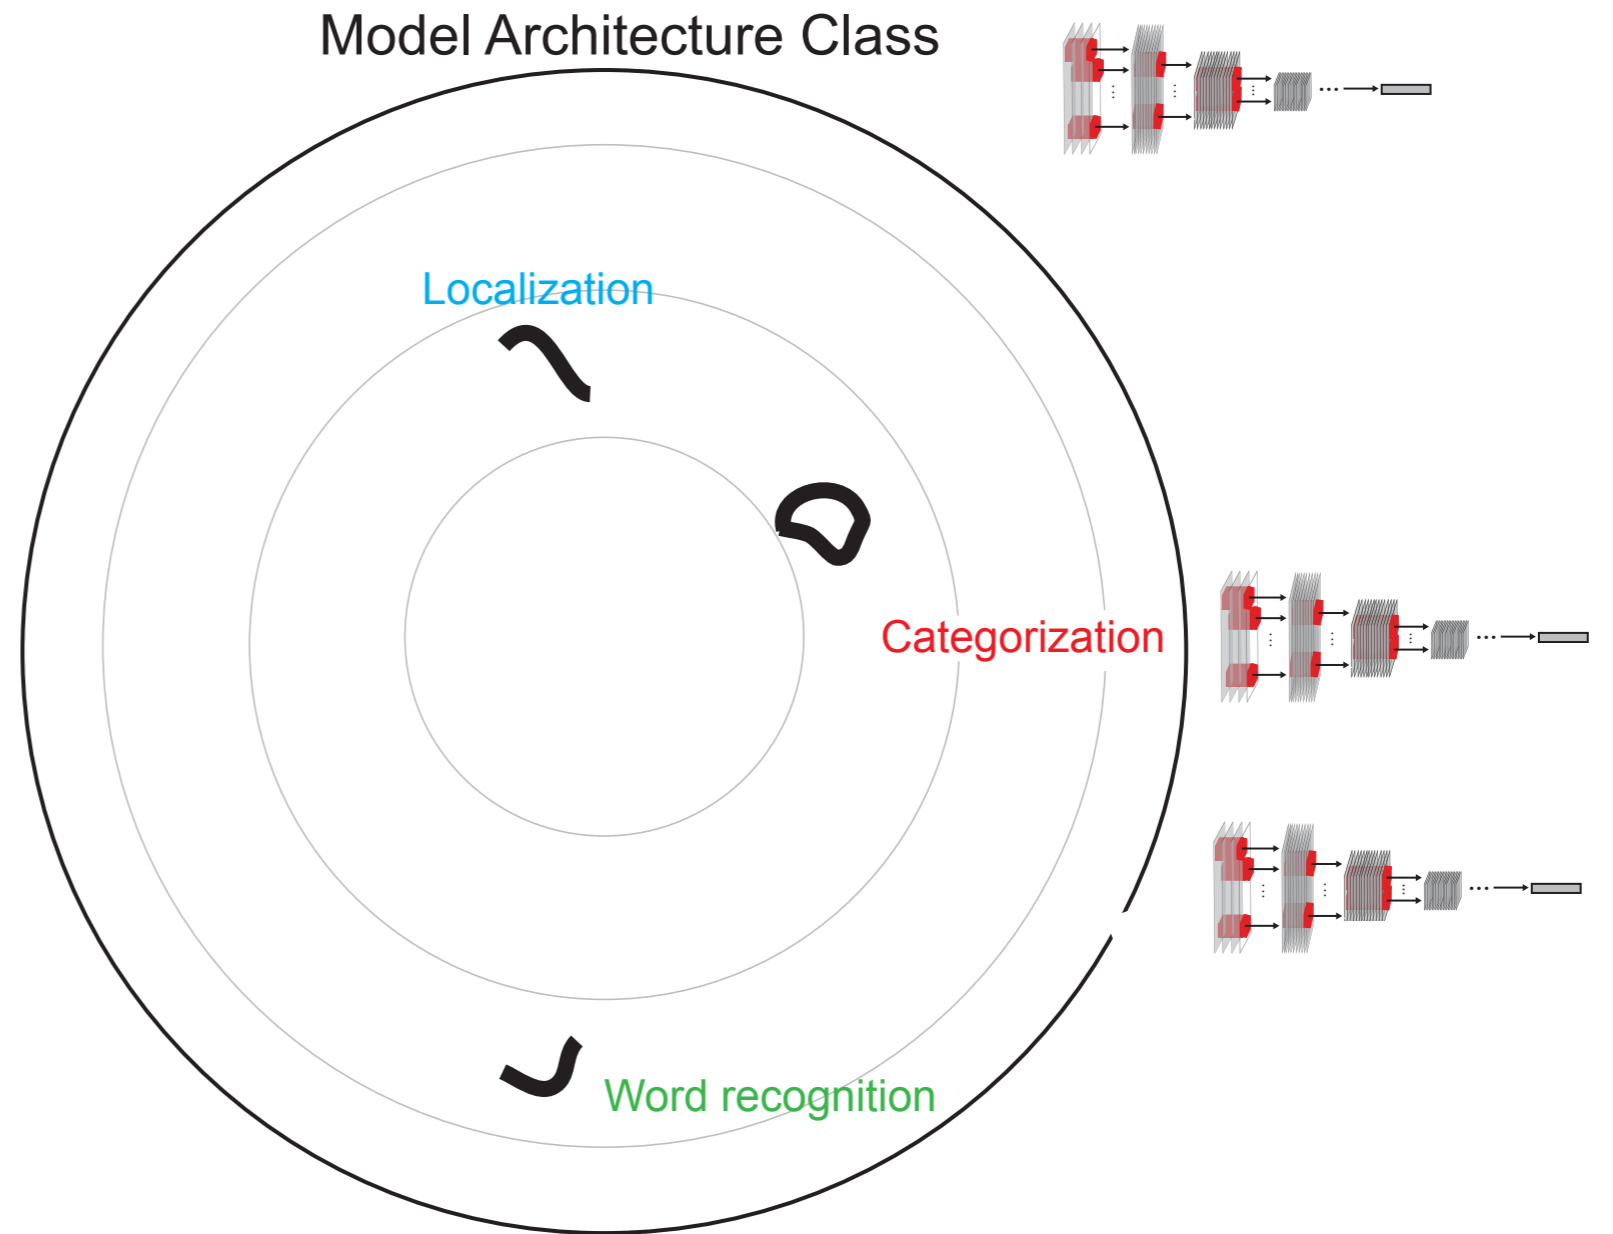 Model Architecture Class
Localization
Categorization
Word recognition